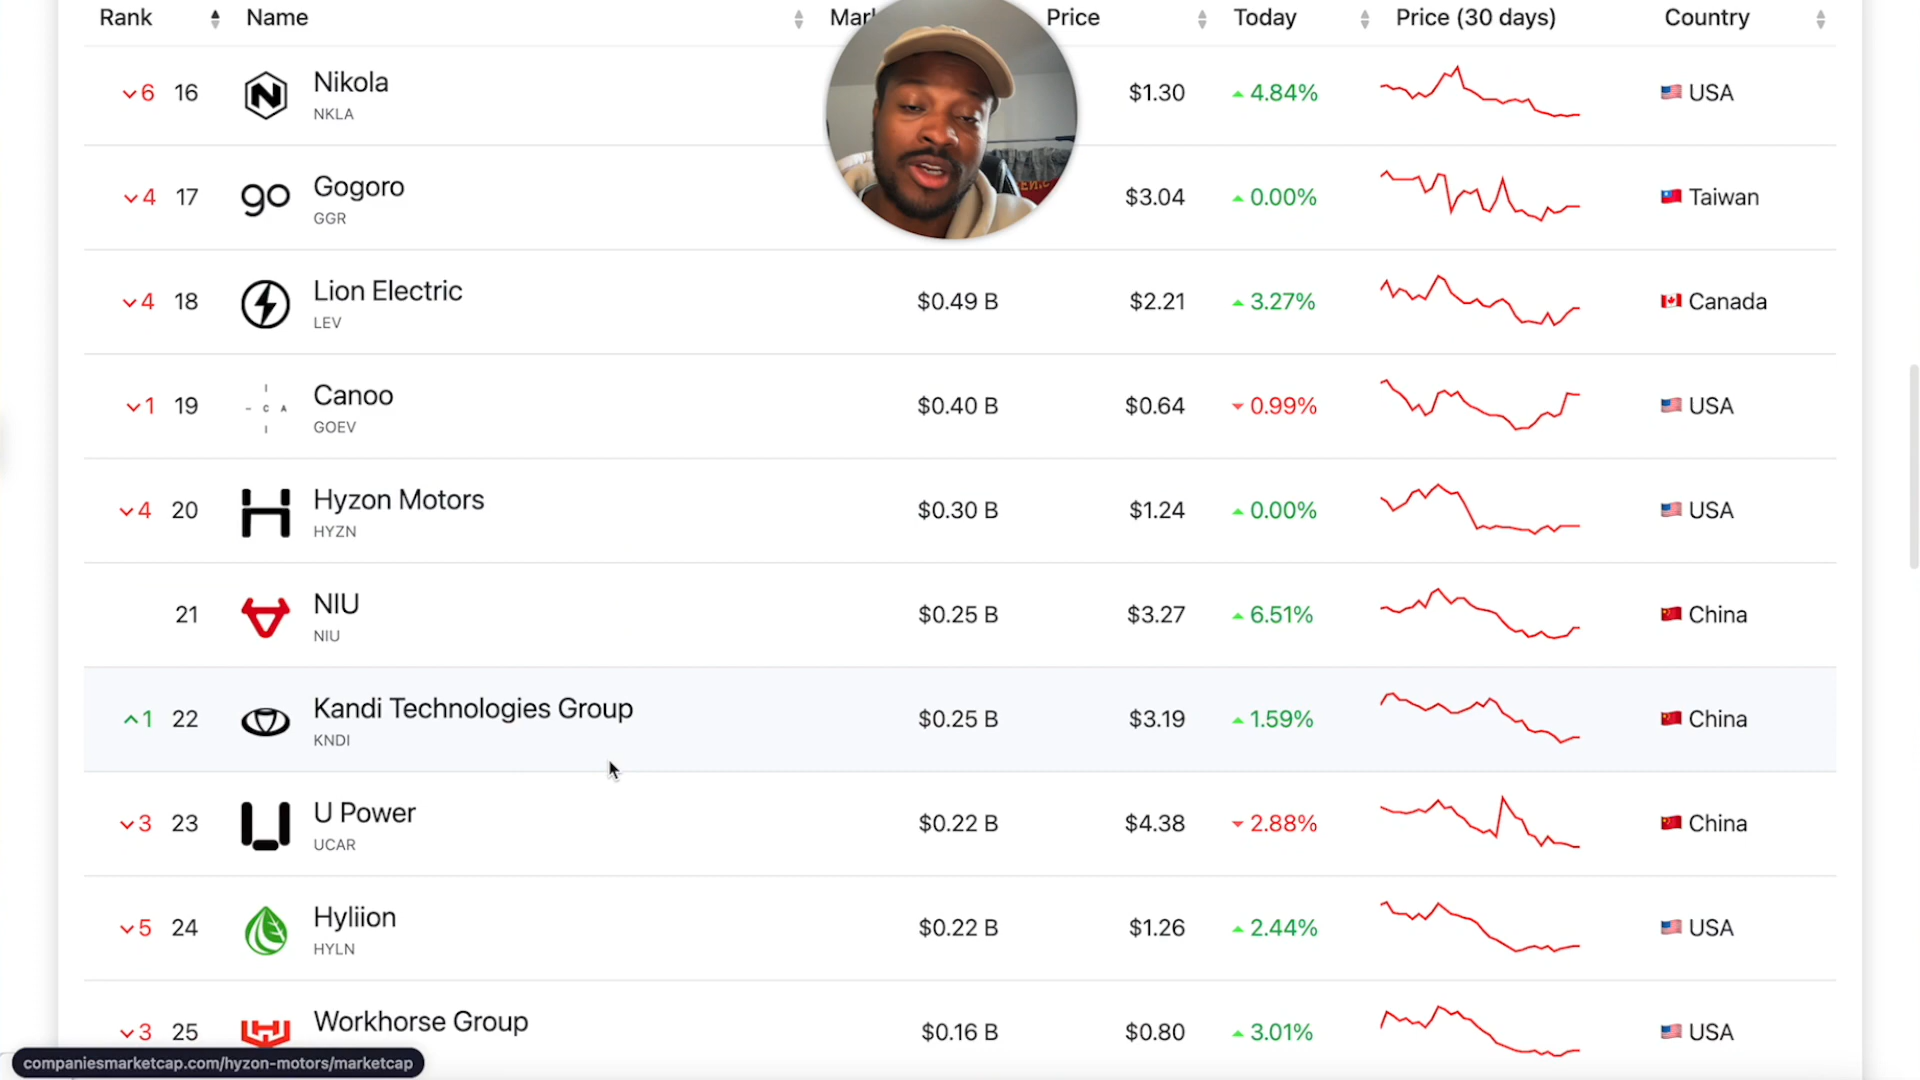 Rank Name Mar Price Today Price (30 days) Country
6 16 Nikola $1.30 4.84% USA
NKLA
4 17 gogoro Gogoro $3.04 0.00% Taiwan
GGR
4 18 Lion Electric $0.49 B $2.21 3.27% Canada
LEV
1 19 C A Canoo $0.40 B $0.64 0.99% USA
GOEV
4 20 Hyzon Motors $0.30 B $1.24 0.00% USA
HYZN
21 NIU $0.25 B $3.27 6.51% China
NIU
1 22 Kandi Technologies Group $0.25 B $3.19 1.59% China
KNDI
3 23 U Power $0.22 B $4.38 2.88% China
UCAR
5 24 Hyliion $0.22 B $1.26 2.44% USA
HYLN
3 25 Workhorse Group $0.16 B $0.80 3.01% USA
companiesmarketcap.com/hyzon-motors/marketcap